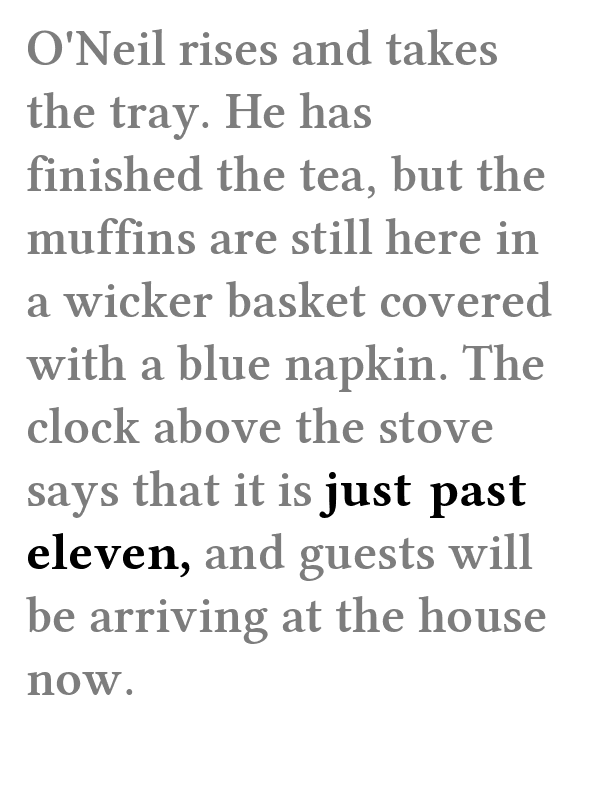 O'Neil rises and takes
the tray. He has
finished the tea, but the
muffins are still here in
a wicker basket covered
with a blue napkin. The
clock above the stove
says that it is just past
eleven, and guests will
be arriving at the house
now.